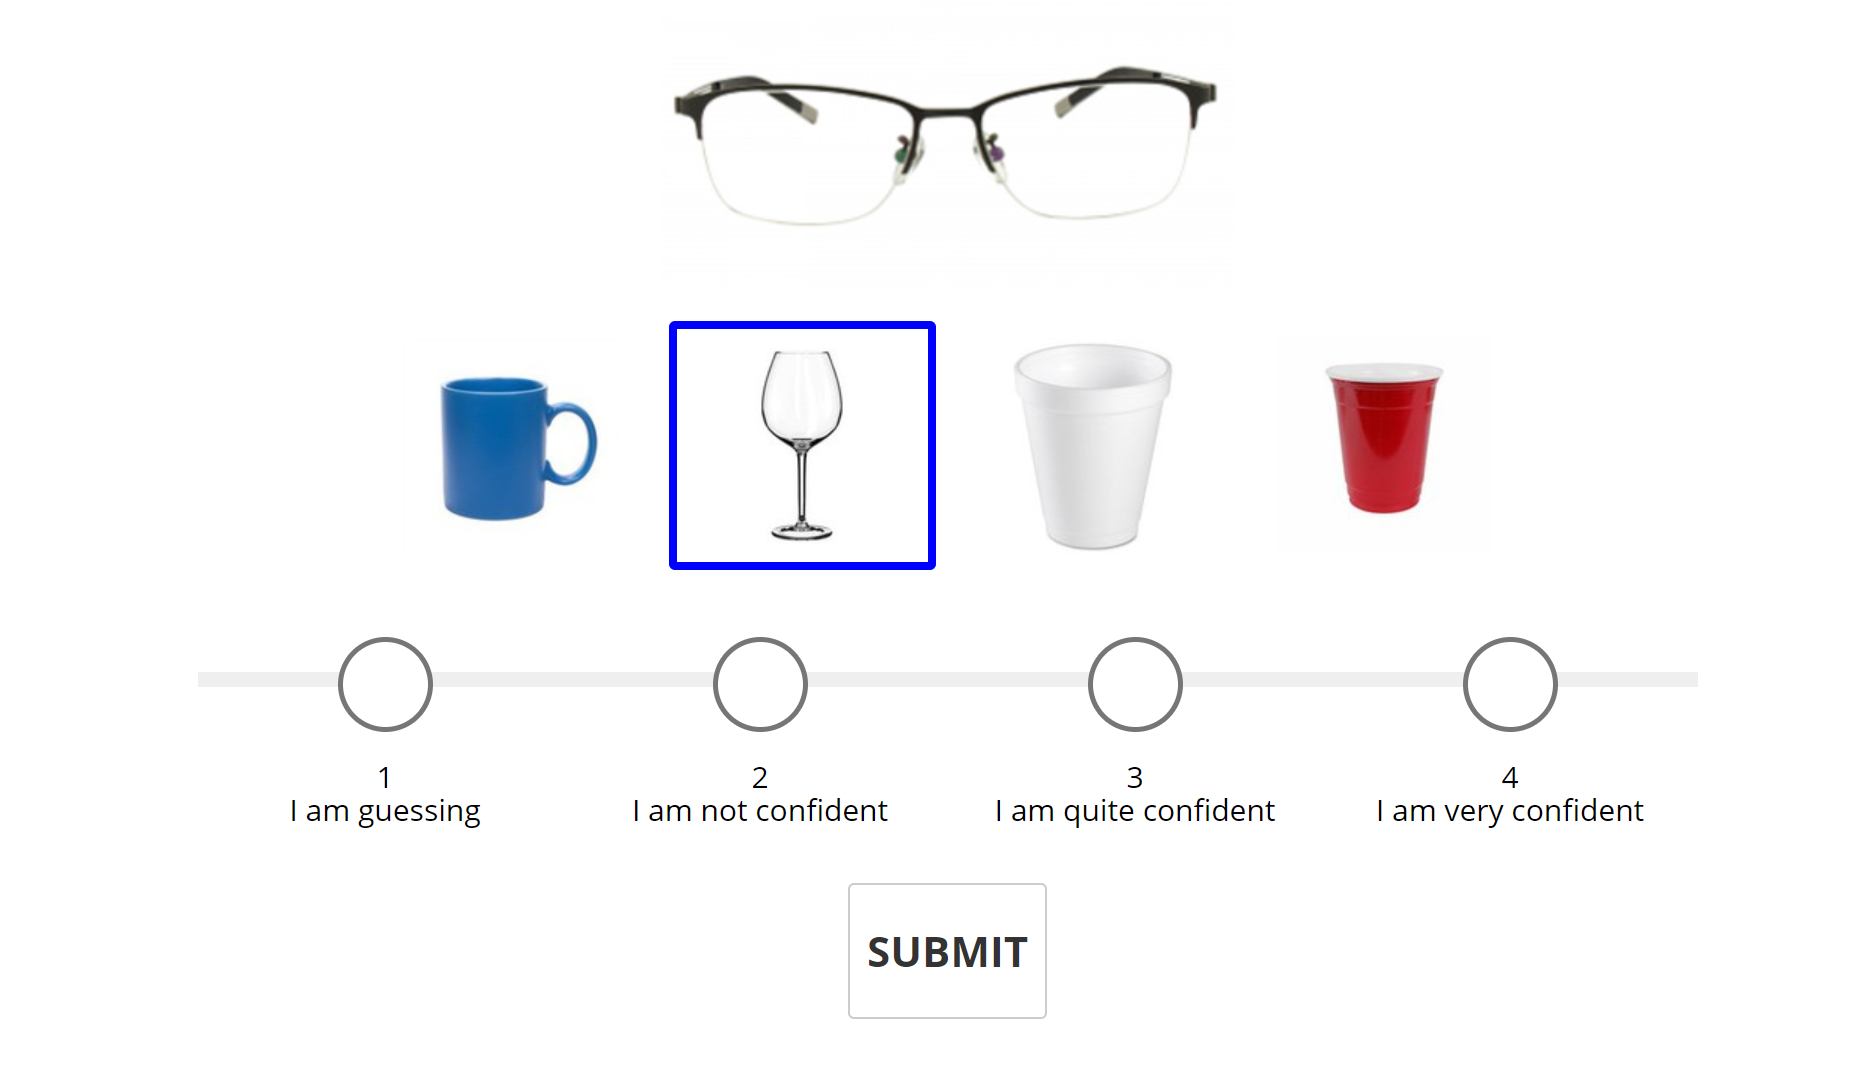 1
I am guessing
2
I am not confident
3
I am quite confident
4
I am very confident
SUBMIT